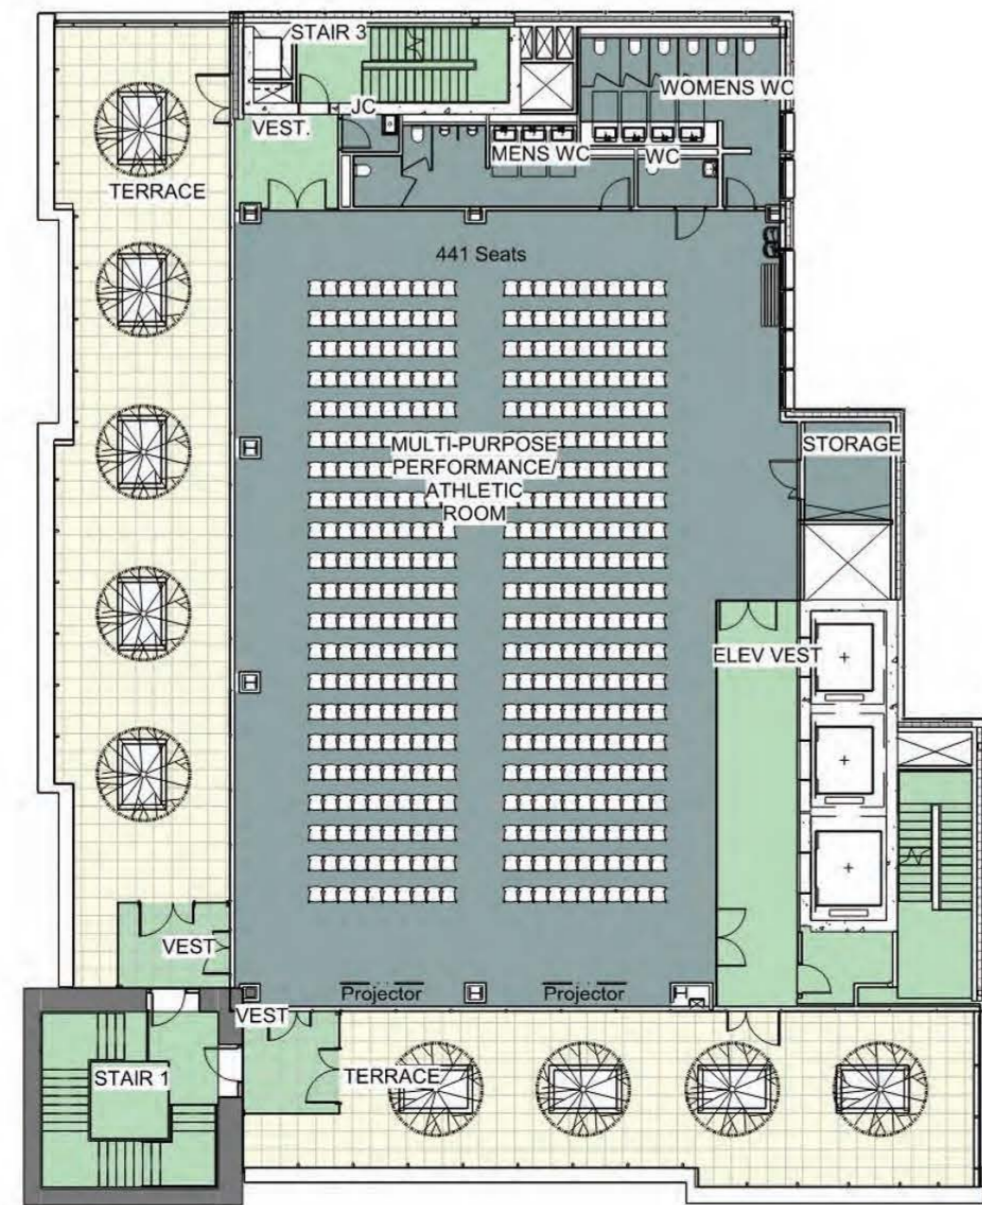 STAIR 3
WOMENS WC
JC
VEST.
MENS WC
WC
TERRACE
441 Seats
MULTI-PURPOSE
PERFORMANCE/
ATHLETIC
ROOM
STORAGE
ELEV VEST
VEST
Projector
Projector
VEST
STAIR 1
TERRACE